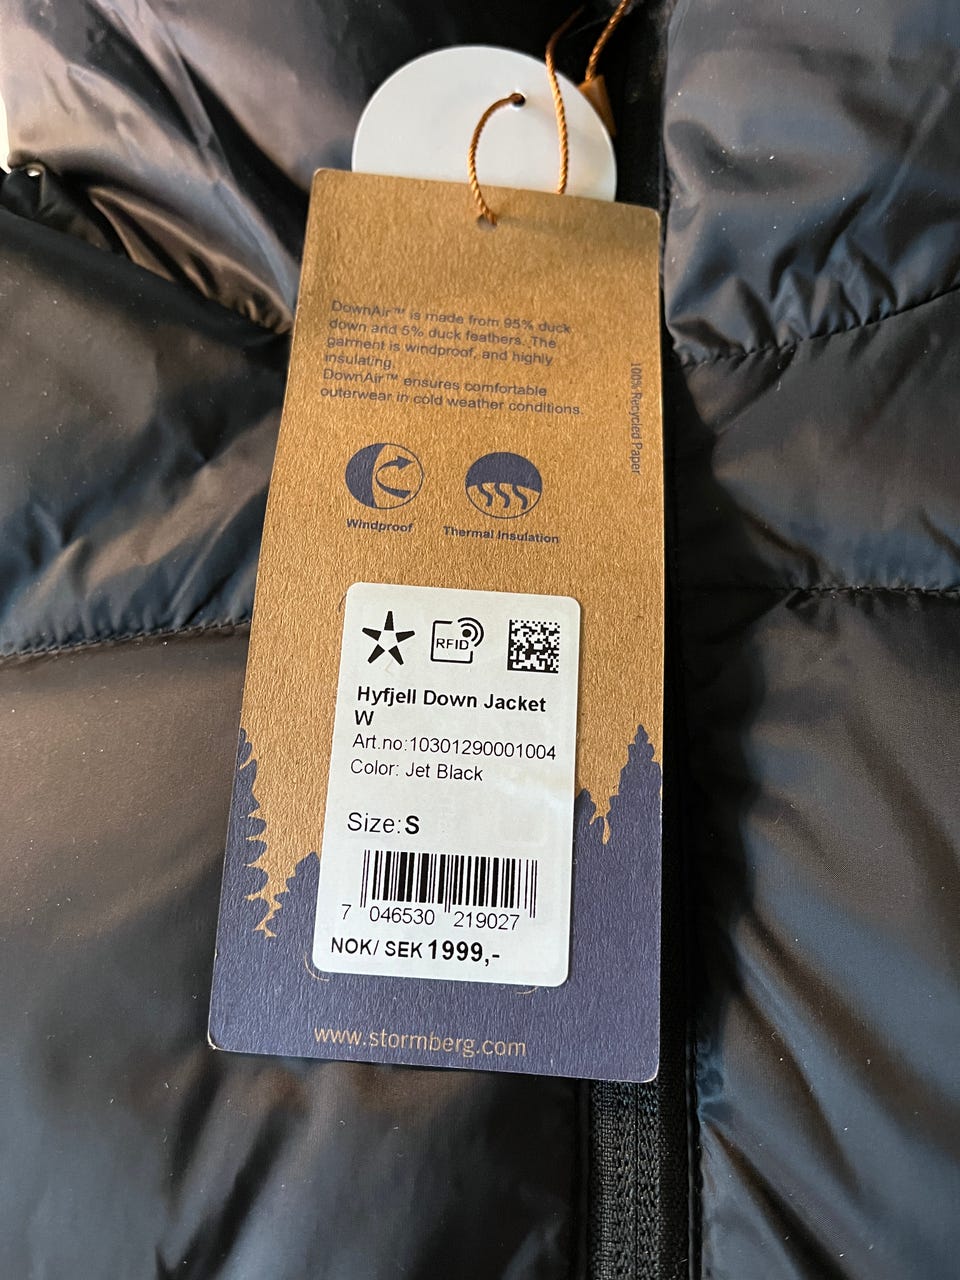 DownAir™ is made from 95% duck
down and 5% duck feathers. The
garment is windproof, and highly
insulating.
DownAir™ ensures comfortable
outerwear in cold weather conditions.
100% Recycled Paper
Windproof
Thermal Insulation
RFID
Hyfjell Down Jacket
W
Art.no:10301290001004
Color: Jet Black
Size:S
7 046530 219027
NOK/ SEK 1999,-
www.stormberg.com